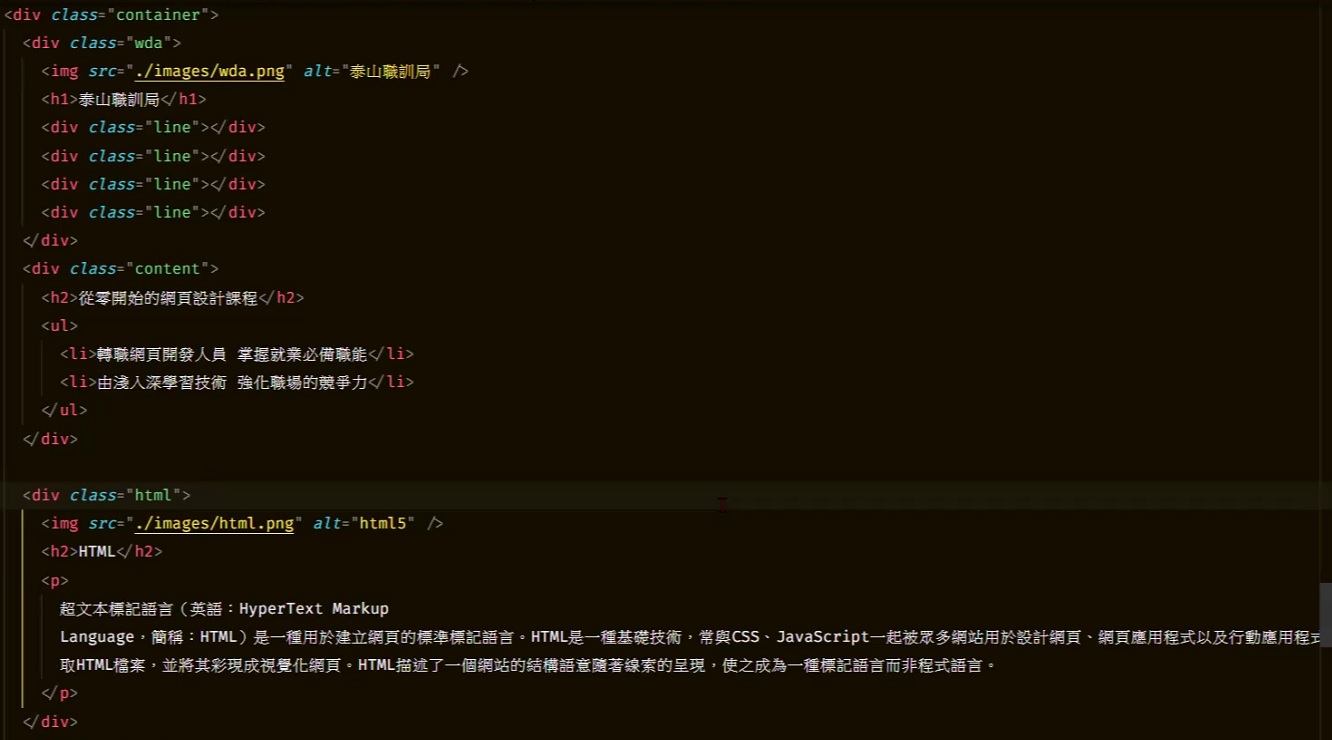 <div class="container">
<div class="wda">
<img src="./images/wda.png" alt="泰山職訓局" />
<h1>泰山職訓局</h1>
<div class="line"></div>
<div class="line"></div>
<div class="line"></div>
<div class="line"></div>
</div>
<div class="content">
<h2>從零開始的網頁設計課程</h2>
<ul>
<li>轉職網頁開發人員 掌握就業必備職能</li>
<li>由淺入深學習技術 強化職場的競爭力</li>
</ul>
</div>
<div class="html">
<img src="./images/html.png" alt="html5" />
<h2>HTML</h2>
<p>
超文本標記語言（英語：HyperText Markup
Language，簡稱：HTML）是一種用於建立網頁的標準標記語言。HTML是一種基礎技術，常與CSS、JavaScript一起被眾多網站用於設計網頁、網頁應用程式以及行動應用程式
取HTML檔案，並將其彩現成視覺化網頁。HTML描述了一個網站的結構語意隨著線索的呈現，使之成為一種標記語言而非程式語言。
</p>
</div>